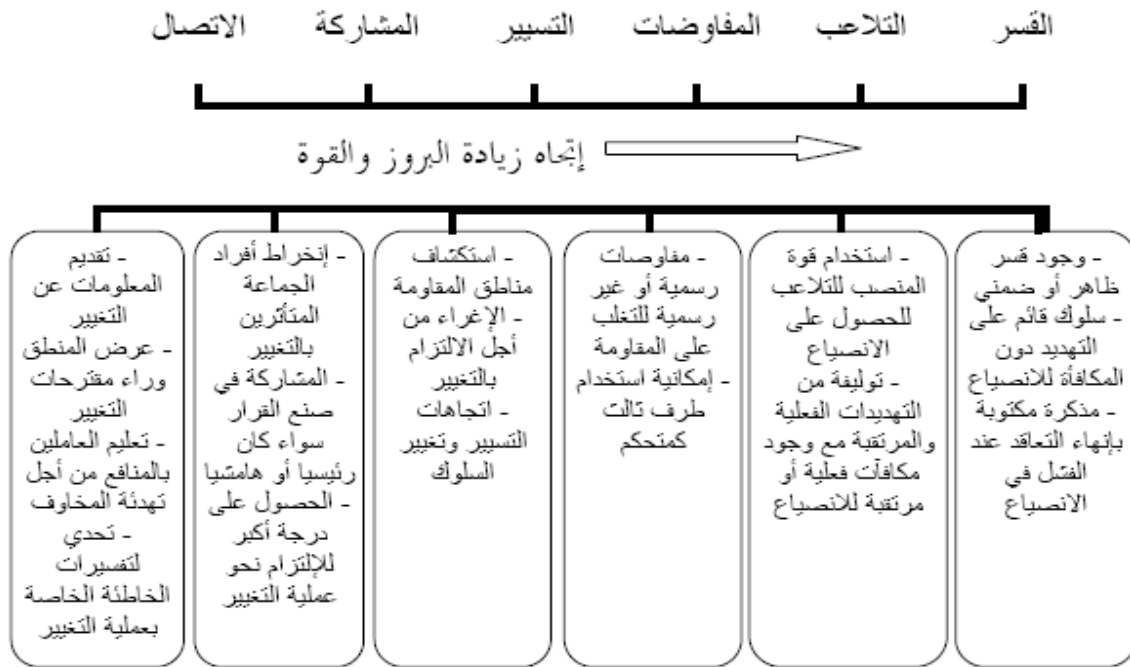 القسر التلاعب المفاوضات التسيير المشاركة الاتصال
إتجاه زيادة البروز والقوة
- وجود قسر
ظاهر أو ضمني
- سلوك قائم على
التهديد دون
المكافأة للانصياع
- مذكرة مكتوبة
بإنهاء التعاقد عند
الفشل في
الانصياع
- استخدام قوة
المنصب للتلاعب
للحصول على
الانصياع
- توليفة من
التهديدات الفعلية
والمرتقبة مع وجود
مكافآت فعلية أو
مرتقبة للانصياع
- مفاوصات
رسمية أو غير
رسمية للتغلب
على المقاومة
- إمكانية استخدام
طرف ثالث
كمتحكم
- استكشاف
مناطق المقاومة
- الإغراء من
أجل الالتزام
بالتغيير
- اتجاهات
التسيير وتغيير
السلوك
- إنخراط أفراد
الجماعة
المتأثرين
بالتغيير
- المشاركة في
صنع القرار
سواء كان
رئيسيا أو هامشيا
- الحصول على
درجة أكبر
للإلتزام نحو
عملية التغيير
- تقديم
المعلومات عن
التغيير
- عرض المنطق
وراء مقترحات
التغيير
- تعليم العاملين
بالمنافع من أجل
تهدئة المخاوف
- تحدي
لتفسيرات
الخاطئة الخاصة
بعملية التغيير